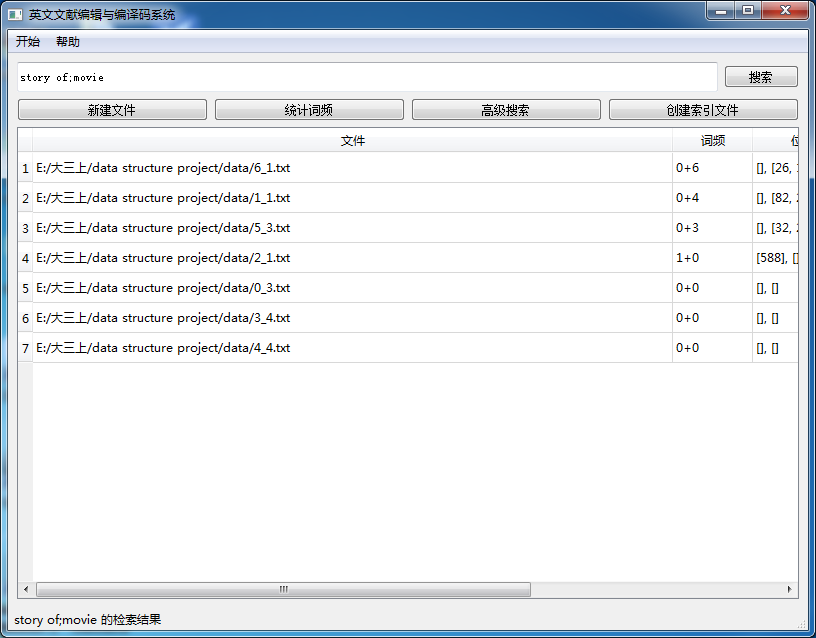 英文文献编辑与编译码系统
开始 帮助
story of;movie 搜索
新建文件 统计词频 高级搜索 创建索引文件
文件 词频
1 E:/大三上/data structure project/data/6_1.txt 0+6 [], [26,
2 E:/大三上/data structure project/data/1_1.txt 0+4 [], [82,
3 E:/大三上/data structure project/data/5_3.txt 0+3 [], [32,
4 E:/大三上/data structure project/data/2_1.txt 1+0 [588], []
5 E:/大三上/data structure project/data/0_3.txt 0+0 [], []
6 E:/大三上/data structure project/data/3_4.txt 0+0 [], []
7 E:/大三上/data structure project/data/4_4.txt 0+0 [], []
story of;movie 的检索结果